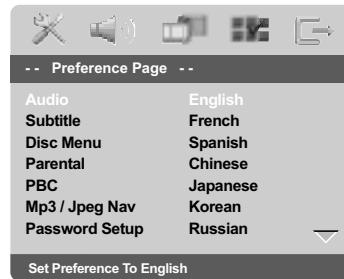 - - Preference Page - -
Audio English
Subtitle French
Disc Menu Spanish
Parental Chinese
PBC Japanese
Mp3 / Jpeg Nav Korean
Password Setup Russian
Set Preference To English